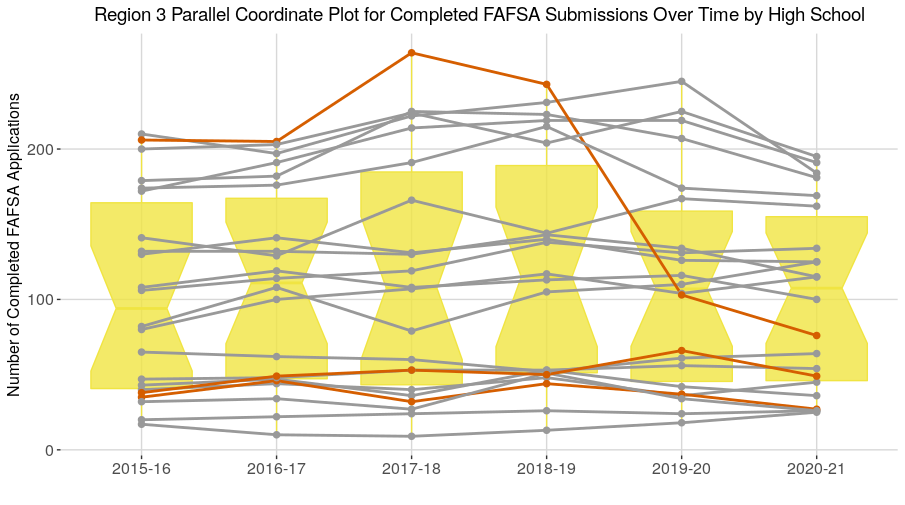 Region 3 Parallel Coordinate Plot for Completed FAFSA Submissions Over Time by High School
Number of Completed FAFSA Applications
200
100
0
2015-16 2016-17 2017-18 2018-19 2019-20 2020-21